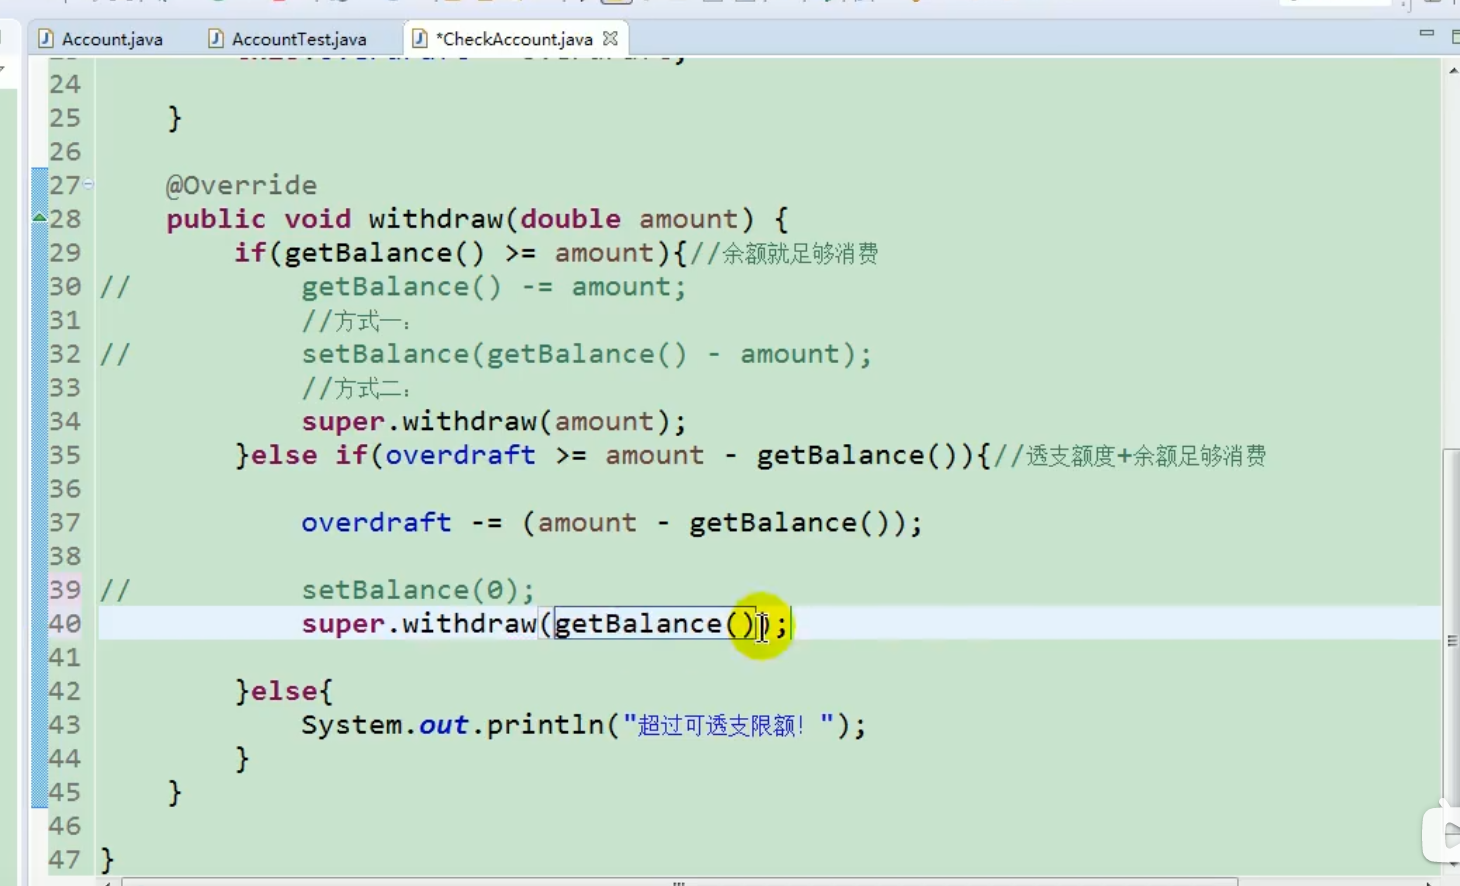 Account.java AccountTest.java *CheckAccount.java
24
25 }
26
27 @Override
28 public void withdraw(double amount) {
29 if(getBalance() >= amount){//余额就足够消费
30 // getBalance() -= amount;
31 //方式一:
32 // setBalance(getBalance() - amount);
33 //方式二:
34 super.withdraw(amount);
35 }else if(overdraft >= amount - getBalance()){//透支额度+余额足够消费
36
37 overdraft -= (amount - getBalance());
38
39 // setBalance(0);
40 super.withdraw(getBalance());
41
42 }else{
43 System.out.println("超过可透支限额! ");
44 }
45 }
46
47 }